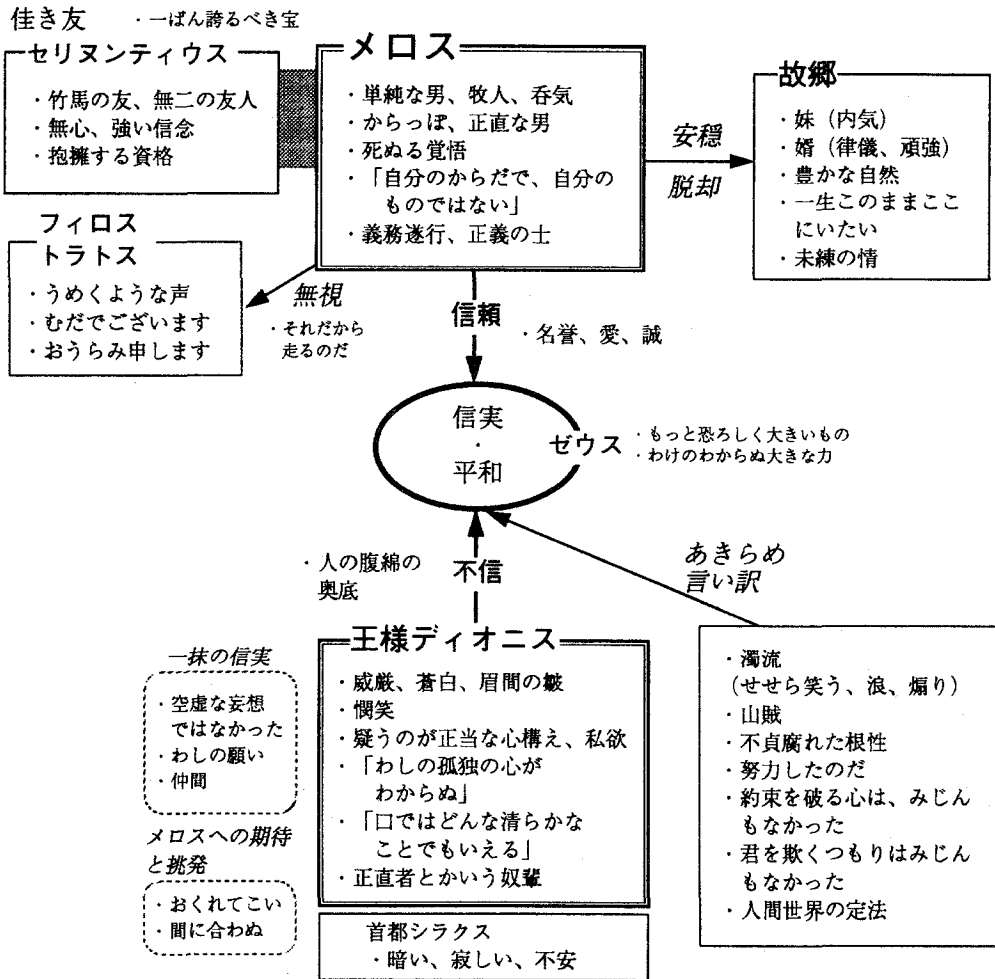 佳き友
・一ばん誇るべき宝
セリヌンティウス
・竹馬の友、無二の友人
・無心、強い信念
・抱擁する資格
メロス
・単純な男、牧人、呑気
・からっぽ、正直な男
・死ぬる覚悟
・「自分のからだで、自分の
ものではない」
・義務遂行、正義の士
安穏
脱却
故郷
・妹（内気）
・婿（律儀、頑強）
・豊かな自然
・一生このままここ
にいたい
・未練の情
フィロス
トラトス
・うめくような声
・むだでございます
・おうらみ申します
無視
・それだから
走るのだ
信頼
・名誉、愛、誠
信実
・
平和
ゼウス
・もっと恐ろしく大きいもの
・わけのわからぬ大きな力
・人の腹綿の
奥底
不信
あきらめ
言い訳
王様ディオニス
・威厳、蒼白、眉間の皺
・憫笑
・疑うのが正当な心構え、私欲
・「わしの孤独の心が
わからぬ」
・「口ではどんな清らかな
ことでもいえる」
・正直者とかいう奴輩
首都シラクス
・暗い、寂しい、不安
一抹の信実
・空虚な妄想
ではなかった
・わしの願い
・仲間
メロスへの期待
と挑発
・おくれてこい
・間に合わぬ
・濁流
（せせら笑う、浪、煽り）
・山賊
・不貞腐れた根性
・努力したのだ
・約束を破る心は、みじん
もなかった
・君を欺くつもりはみじん
もなかった
・人間世界の定法